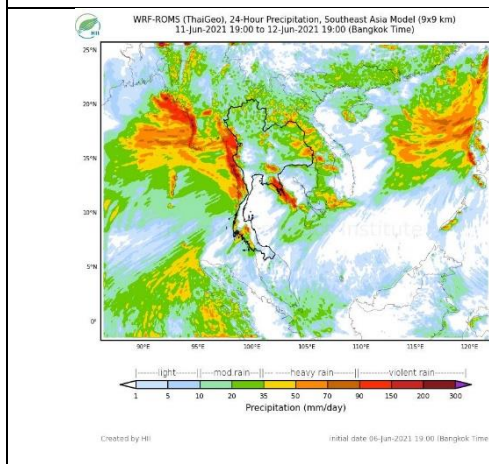 HII
WRF-ROMS (ThaiGeo), 24-Hour Precipitation, Southeast Asia Model (9x9 km)
11-Jun-2021 19:00 to 12-Jun-2021 19:00 (Bangkok Time)
25°N
20°N
15°N
10°N
5°N
0°
90°E 95°E 100°E 105°E 110°E 115°E 120°E
Institute
light mod rain heavy rain violent rain
1 5 10 20 35 50 70 90 150 200 300
Precipitation (mm/day)
Created by HII
Initial date 06-Jun-2021 19:00 (Bangkok Time